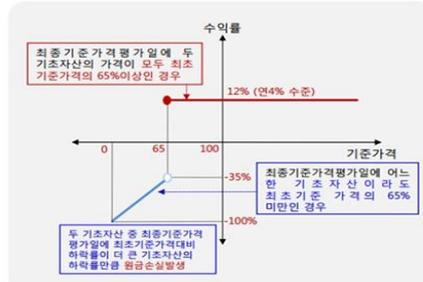 수익률
최종기준가격평가일에 두
기초자산의 가격이 모두 최초
기준가격의 65%이상인 경우
12% (연4% 수준)
0
65
100
기준가격
-35%
최종기준가격평가일에 어느
한 기초자산이라도
최초기준 가격의 65%
미만인 경우
-100%
두 기초자산 중 최종기준가격
평가일에 최초기준가격대비
하락률이 더 큰 기초자산의
하락률만큼 원금손실발생